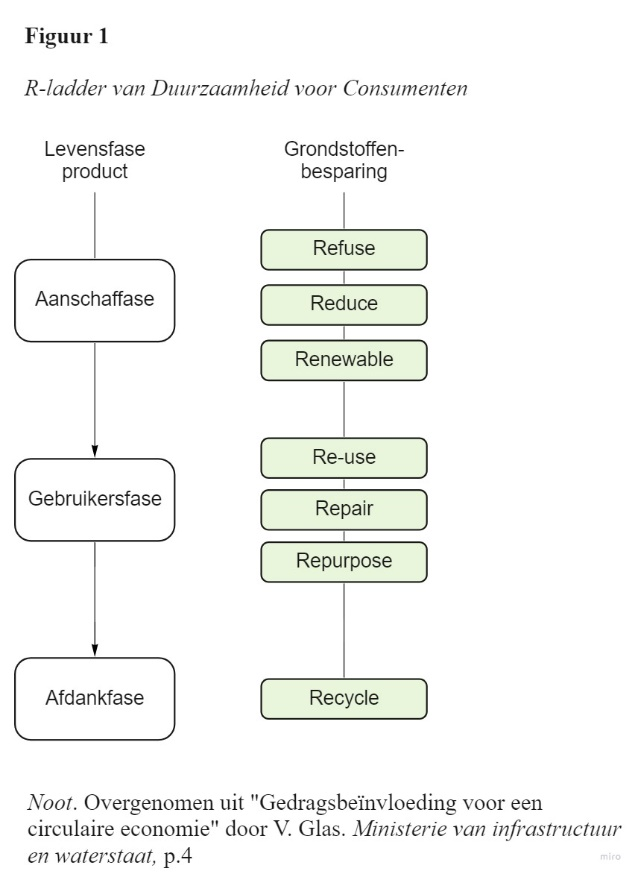 Figuur 1
R-ladder van Duurzaamheid voor Consumenten
Levensfase
product
Grondstoffen-
besparing
Aanschaffase
Refuse
Reduce
Renewable
Gebruikersfase
Re-use
Repair
Repurpose
Afdankfase
Recycle
Noot. Overgenomen uit "Gedragsbeïnvloeding voor een
circulaire economie" door V. Glas. Ministerie van infrastructuur
en waterstaat, p.4
miro